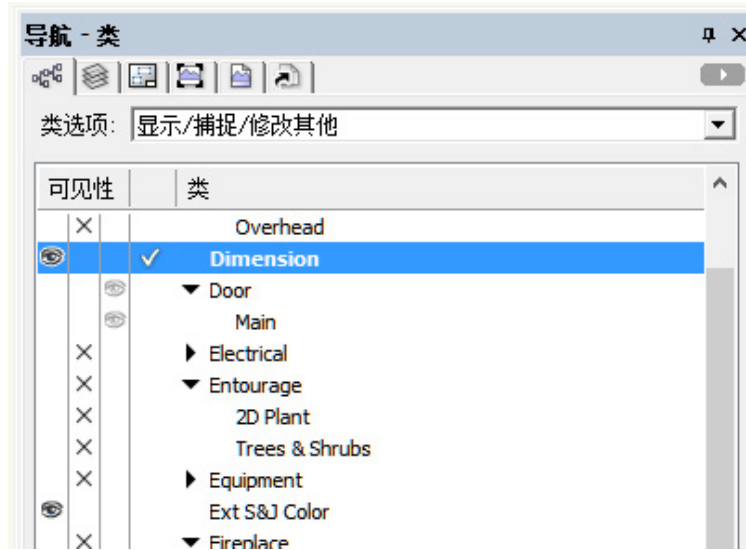 导航 - 类
类选项: 显示/捕捉/修改其他
可见性 类
Overhead
Dimension
Door
Main
Electrical
Entourage
2D Plant
Trees & Shrubs
Equipment
Ext S&J Color
Fireplace